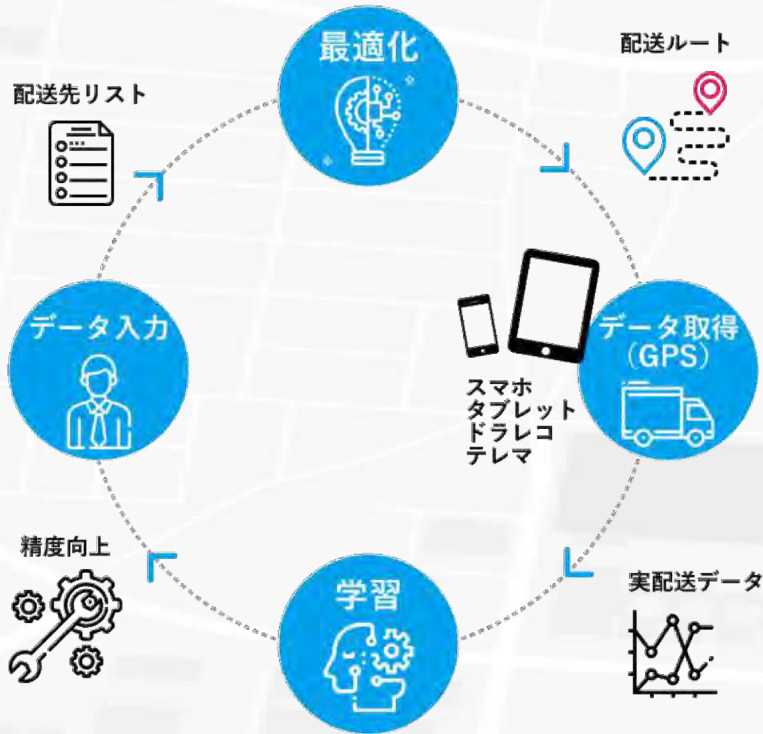 最適化
配送ルート
配送先リスト
データ入力
データ取得
(GPS)
スマホ
タブレット
ドラレコ
テレマ
精度向上
学習
実配送データ